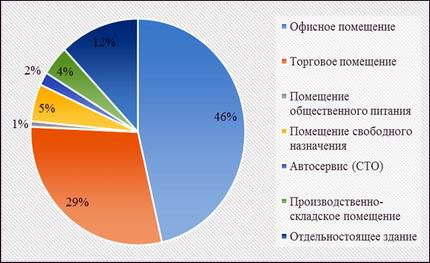 12%
4%
2%
5%
1%
46%
29%
Офисное помещение
Торговое помещение
Помещение
общественного питания
Помещение свободного
назначения
Автосервис (СТО)
Производственно-
складское помещение
Отдельностоящее здание